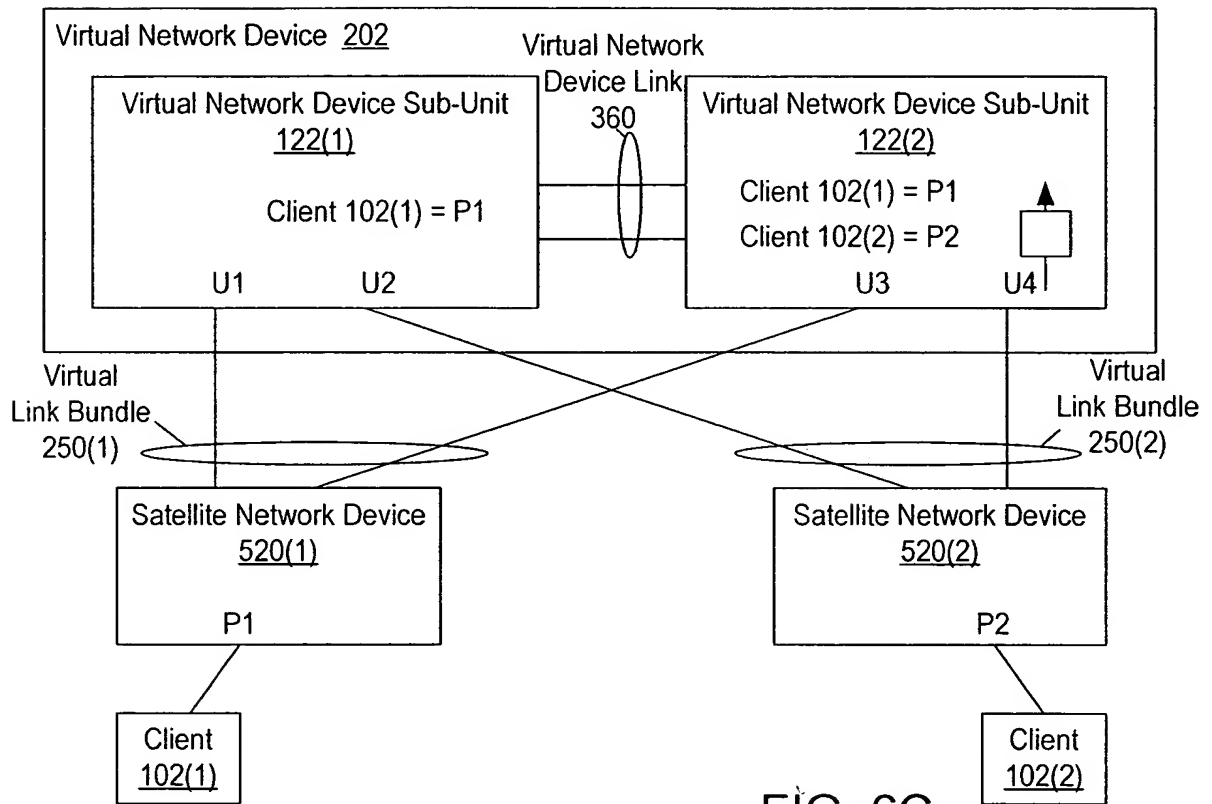 Virtual Network Device 202
Virtual Network
Device Link
360
Virtual Network Device Sub-Unit
122(1)
Client 102(1) = P1
U1 U2
Virtual Network Device Sub-Unit
122(2)
Client 102(1) = P1
Client 102(2) = P2
U3 U4
Virtual
Link Bundle
250(1)
Virtual
Link Bundle
250(2)
Satellite Network Device
520(1)
P1
Satellite Network Device
520(2)
P2
Client
102(1)
Client
102(2)